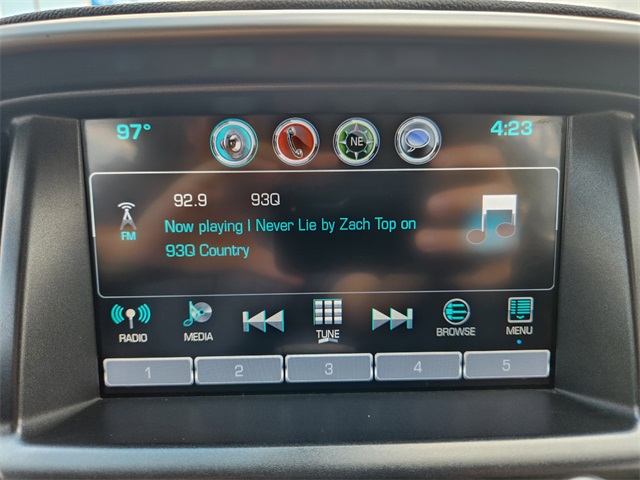 97° NE 4:23
92.9 93Q
FM Now playing I Never Lie by Zach Top on
93Q Country
RADIO MEDIA TUNE BROWSE MENU
1 2 3 4 5